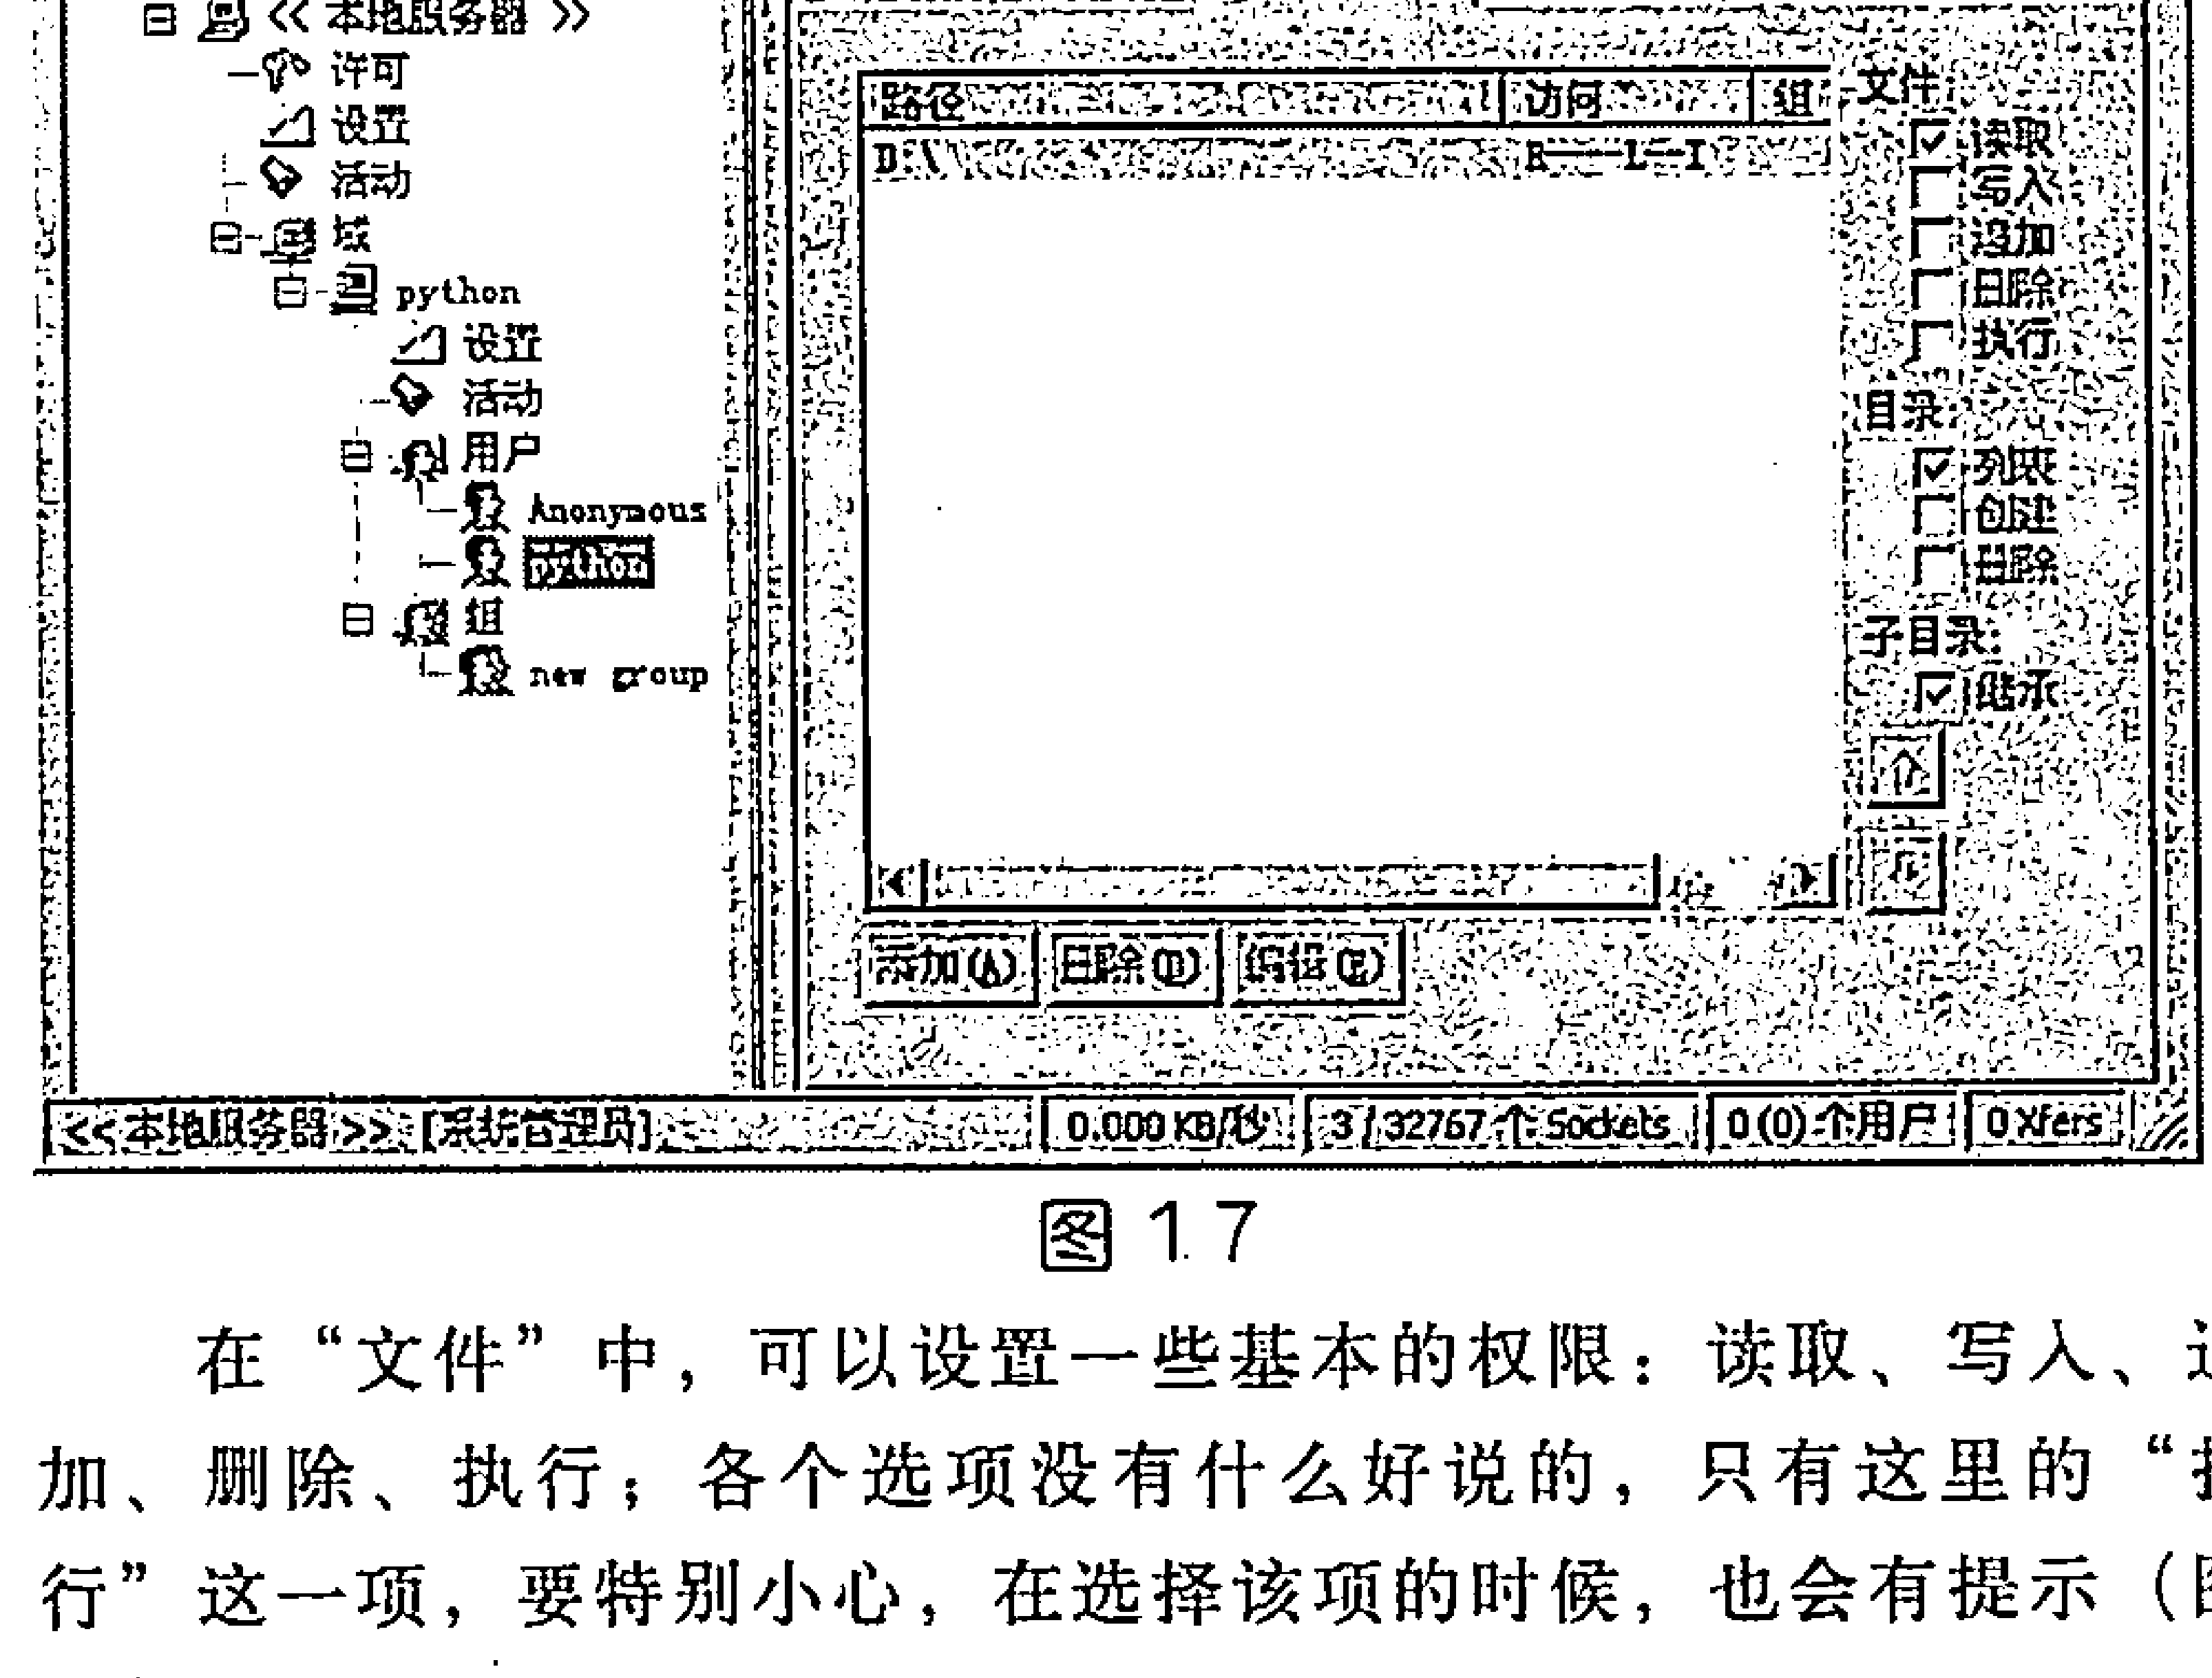 << 本地服务器 >>
许可
设置
活动
域
python
设置
活动
用户
Anonymous
python
组
new group
路径 访问 组
D:\ R----L-I
文件
读取
写入
追加
删除
执行
目录:
列表
创建
删除
子目录:
继承
添加(A) 删除(D) 编辑(E)
<<本地服务器>> [系统管理员] 0.000 KB/秒 3 / 32767 个 Sockets 0 (0) 个用户 0 Xfers
图 17
在“文件”中，可以设置一些基本的权限：读取、写入、
加、删除、执行；各个选项没有什么好说的，只有这里的“
行”这一项，要特别小心，在选择该项的时候，也会有提示（